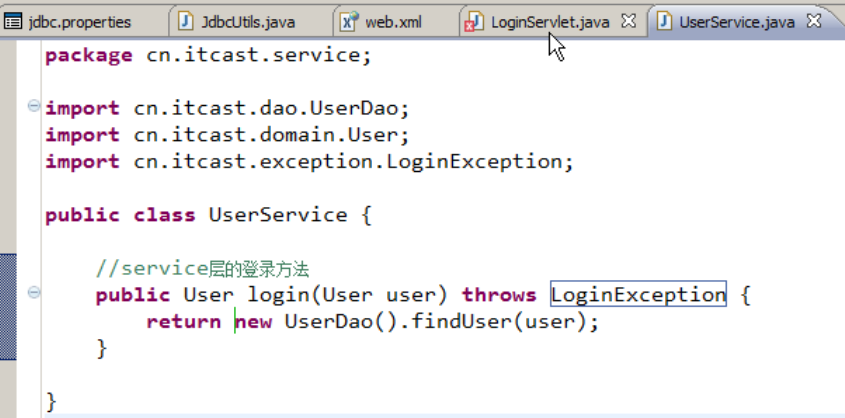 jdbc.properties JdbcUtils.java web.xml LoginServlet.java UserService.java
package cn.itcast.service;
import cn.itcast.dao.UserDao;
import cn.itcast.domain.User;
import cn.itcast.exception.LoginException;
public class UserService {
//service层的登录方法
public User login(User user) throws LoginException {
return new UserDao().findUser(user);
}
}